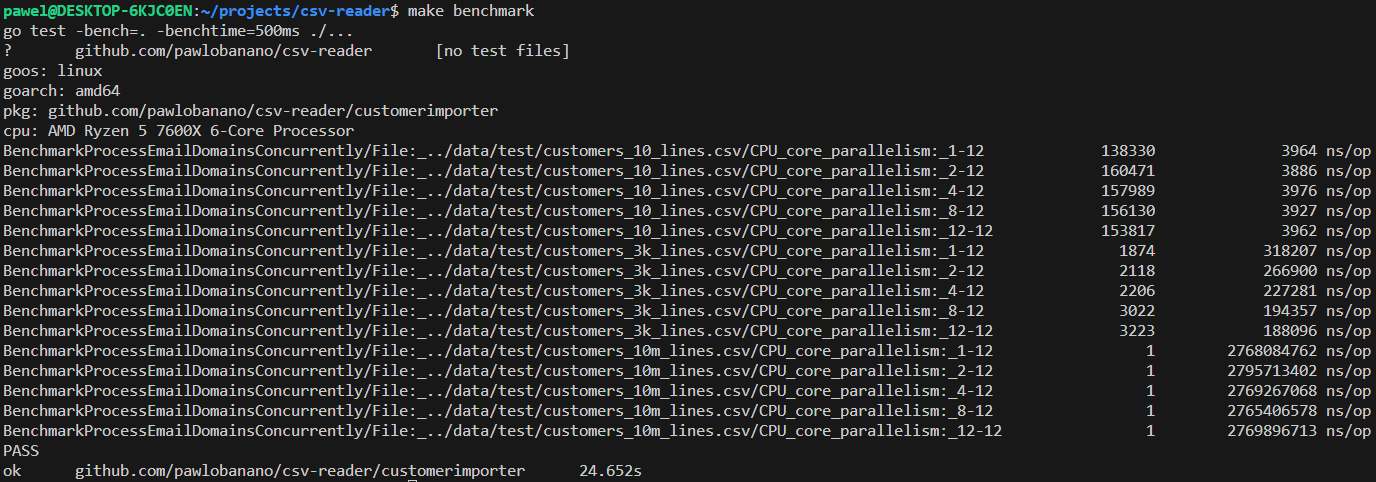 pawel@DESKTOP-6KJC0EN:~/projects/csv-reader$ make benchmark
go test -bench=. -benchtime=500ms ./...
?       github.com/pawlobanano/csv-reader       [no test files]
goos: linux
goarch: amd64
pkg: github.com/pawlobanano/csv-reader/customerimporter
cpu: AMD Ryzen 5 7600X 6-Core Processor
BenchmarkProcessEmailDomainsConcurrently/File:_../data/test/customers_10_lines.csv/CPU_core_parallelism:_1-12             138330              3964 ns/op
BenchmarkProcessEmailDomainsConcurrently/File:_../data/test/customers_10_lines.csv/CPU_core_parallelism:_2-12             160471              3886 ns/op
BenchmarkProcessEmailDomainsConcurrently/File:_../data/test/customers_10_lines.csv/CPU_core_parallelism:_4-12             157989              3976 ns/op
BenchmarkProcessEmailDomainsConcurrently/File:_../data/test/customers_10_lines.csv/CPU_core_parallelism:_8-12             156130              3927 ns/op
BenchmarkProcessEmailDomainsConcurrently/File:_../data/test/customers_10_lines.csv/CPU_core_parallelism:_12-12            153817              3962 ns/op
BenchmarkProcessEmailDomainsConcurrently/File:_../data/test/customers_3k_lines.csv/CPU_core_parallelism:_1-12               1874            318207 ns/op
BenchmarkProcessEmailDomainsConcurrently/File:_../data/test/customers_3k_lines.csv/CPU_core_parallelism:_2-12               2118            266900 ns/op
BenchmarkProcessEmailDomainsConcurrently/File:_../data/test/customers_3k_lines.csv/CPU_core_parallelism:_4-12               2206            227281 ns/op
BenchmarkProcessEmailDomainsConcurrently/File:_../data/test/customers_3k_lines.csv/CPU_core_parallelism:_8-12               3022            194357 ns/op
BenchmarkProcessEmailDomainsConcurrently/File:_../data/test/customers_3k_lines.csv/CPU_core_parallelism:_12-12              3223            188096 ns/op
BenchmarkProcessEmailDomainsConcurrently/File:_../data/test/customers_10m_lines.csv/CPU_core_parallelism:_1-12                 1        2768084762 ns/op
BenchmarkProcessEmailDomainsConcurrently/File:_../data/test/customers_10m_lines.csv/CPU_core_parallelism:_2-12                 1        2795713402 ns/op
BenchmarkProcessEmailDomainsConcurrently/File:_../data/test/customers_10m_lines.csv/CPU_core_parallelism:_4-12                 1        2769267068 ns/op
BenchmarkProcessEmailDomainsConcurrently/File:_../data/test/customers_10m_lines.csv/CPU_core_parallelism:_8-12                 1        2765406578 ns/op
BenchmarkProcessEmailDomainsConcurrently/File:_../data/test/customers_10m_lines.csv/CPU_core_parallelism:_12-12                1        2769896713 ns/op
PASS
ok      github.com/pawlobanano/csv-reader/customerimporter      24.652s